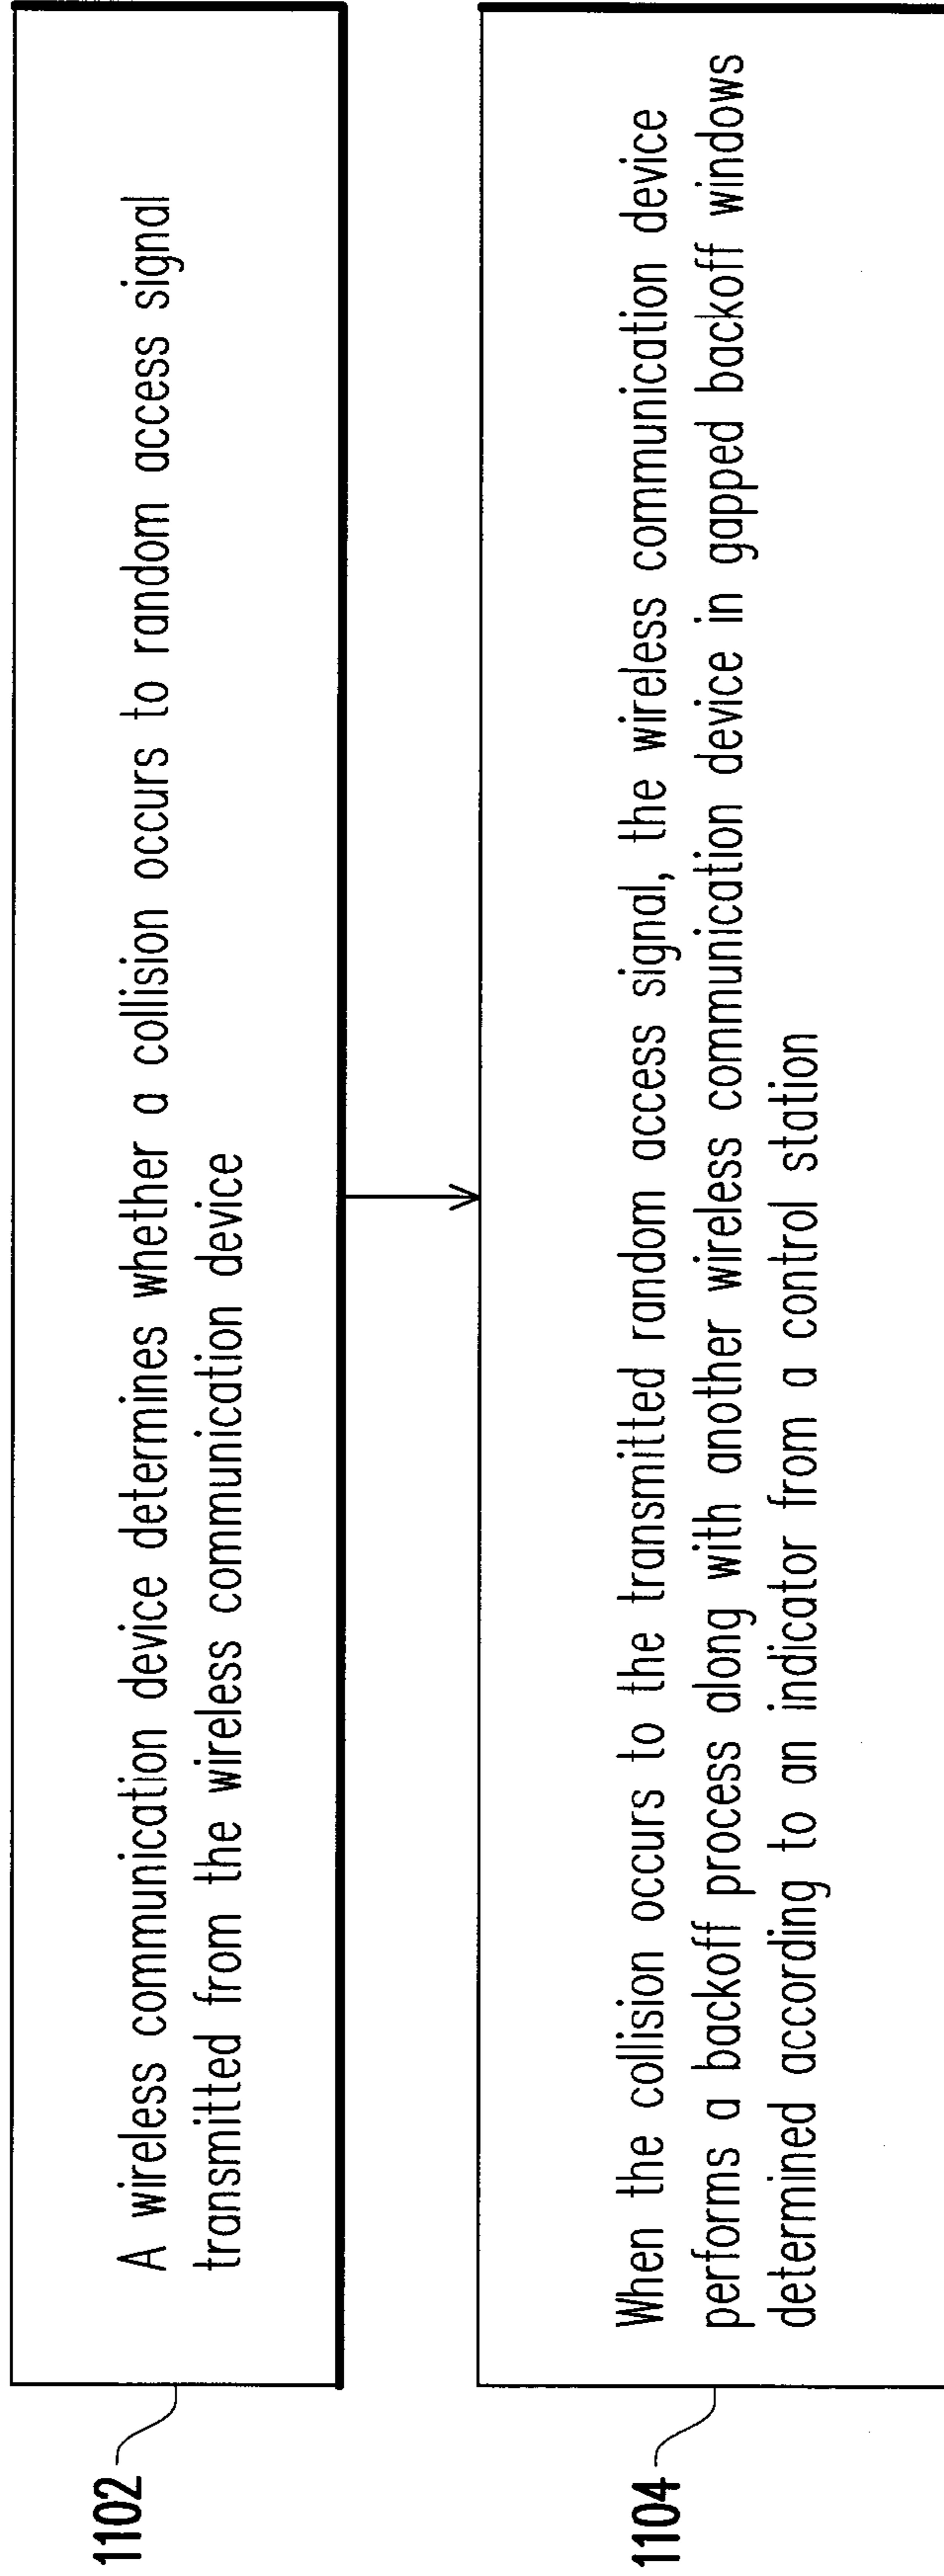 1102
A wireless communication device determines whether a collision occurs to random access signal
transmitted from the wireless communication device
1104
When the collision occurs to the transmitted random access signal, the wireless communication device
performs a backoff process along with another wireless communication device in gapped backoff windows
determined according to an indicator from a control station